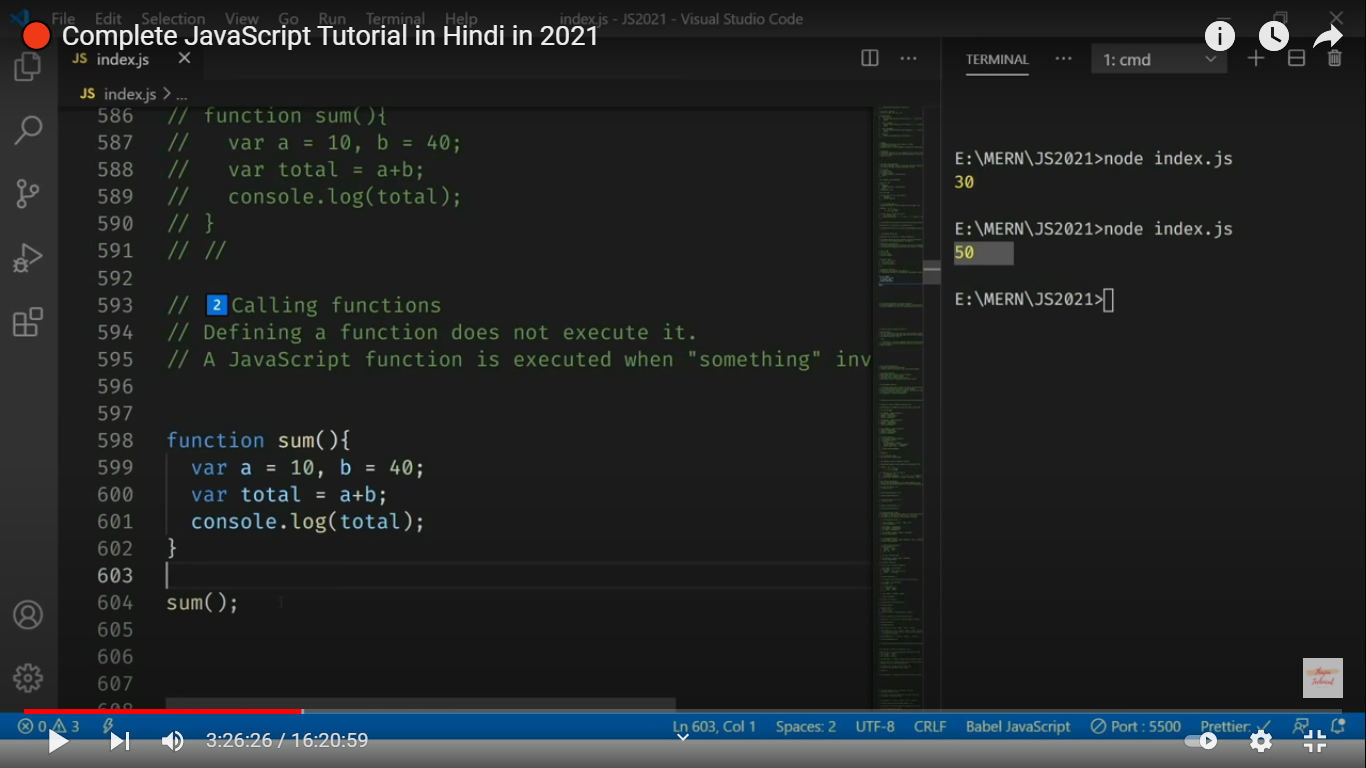 File Edit Selection View Go Run Terminal Help index.js - JS2021 - Visual Studio Code
Complete JavaScript Tutorial in Hindi in 2021
JS index.js
JS index.js > ...
586 // function sum(){
587 //   var a = 10, b = 40;
588 //   var total = a+b;
589 //   console.log(total);
590 // }
591 // //
592
593 // 2 Calling functions
594 // Defining a function does not execute it.
595 // A JavaScript function is executed when "something" inv
596
597
598 function sum(){
599   var a = 10, b = 40;
600   var total = a+b;
601   console.log(total);
602 }
603
604 sum();
605
606
607
608
TERMINAL ... 1: cmd
E:\MERN\JS2021>node index.js
30
E:\MERN\JS2021>node index.js
50
E:\MERN\JS2021>
Thapa
Technical
0 3 Ln 603, Col 1 Spaces: 2 UTF-8 CRLF Babel JavaScript Port : 5500 Prettier: ✓
3:26:26 / 16:20:59